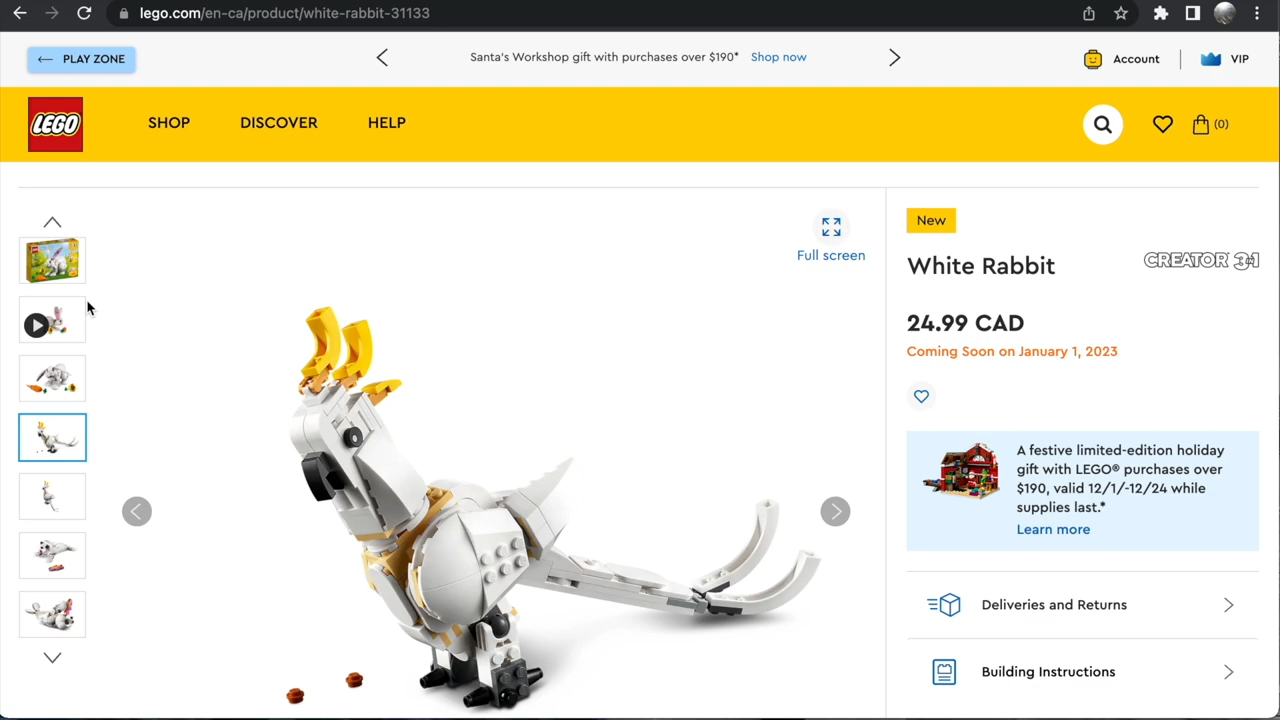 lego.com/en-ca/product/white-rabbit-31133
PLAY ZONE
Santa's Workshop gift with purchases over $190* Shop now
Account
VIP
LEGO
SHOP
DISCOVER
HELP
(0)
Full screen
New
White Rabbit
CREATOR 3in1
24.99 CAD
Coming Soon on January 1, 2023
A festive limited-edition holiday
gift with LEGO® purchases over
$190, valid 12/1/-12/24 while
supplies last.*
Learn more
Deliveries and Returns
Building Instructions